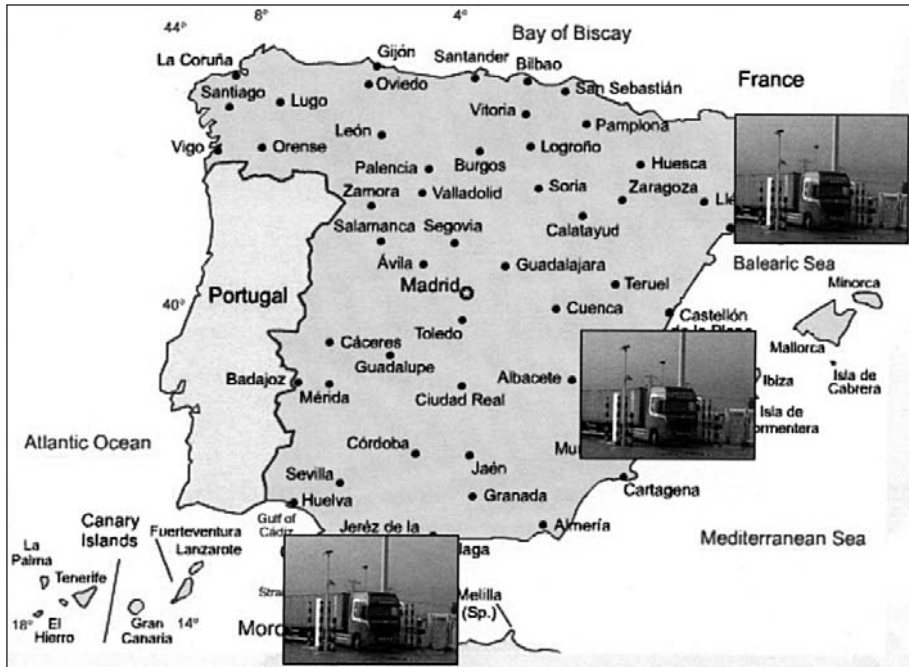 44° 8° 4°
Bay of Biscay
La Coruña
Gijón
Santander
Bilbao
Oviedo
San Sebastián
France
Santiago
Lugo
Vitoria
Pamplona
León
Vigo
Orense
Burgos
Logroño
Huesca
Palencia
Zamora
Valladolid
Soria
Zaragoza
Salamanca
Segovia
Calatayud
Ávila
Guadalajara
Balearic Sea
Madrid
Teruel
Minorca
Portugal
40°
Cuenca
Castellón
Toledo
Mallorca
Cáceres
Guadalupe
Badajoz
Mérida
Albacete
Ciudad Real
Ibiza
Isla de
Cabrera
Isla de
Atlantic Ocean
Córdoba
Jaén
Sevilla
Cartagena
Huelva
Granada
Gulf of
Cádiz
Canary
Islands
Fuerteventura
Lanzarote
Jeréz de la
Almería
Mediterranean Sea
La
Palma
Tenerife
Melilla
(Sp.)
18°
El
Hierro
Gran
Canaria
14°